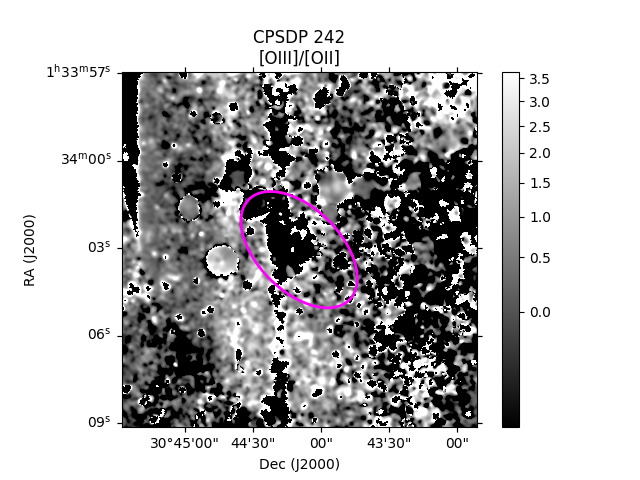 CPSDP 242
[OIII]/[OII]
1ʰ33ᵐ57ˢ
34ᵐ00ˢ
03ˢ
06ˢ
09ˢ
RA (J2000)
30°45'00" 44'30" 00" 43'30" 00"
Dec (J2000)
3.5
3.0
2.5
2.0
1.5
1.0
0.5
0.0